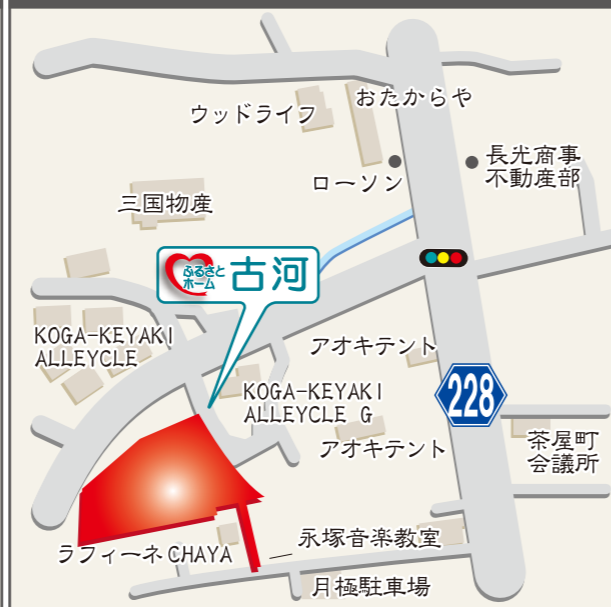 おたからや
ウッドライフ
長光商事
不動産部
ローソン
三国物産
ふるさと
ホーム
古河
KOGA-KEYAKI
ALLEYCLE
アオキテント
KOGA-KEYAKI
ALLEYCLE G
228
アオキテント
茶屋町
会議所
永塚音楽教室
ラフィーネCHAYA
月極駐車場